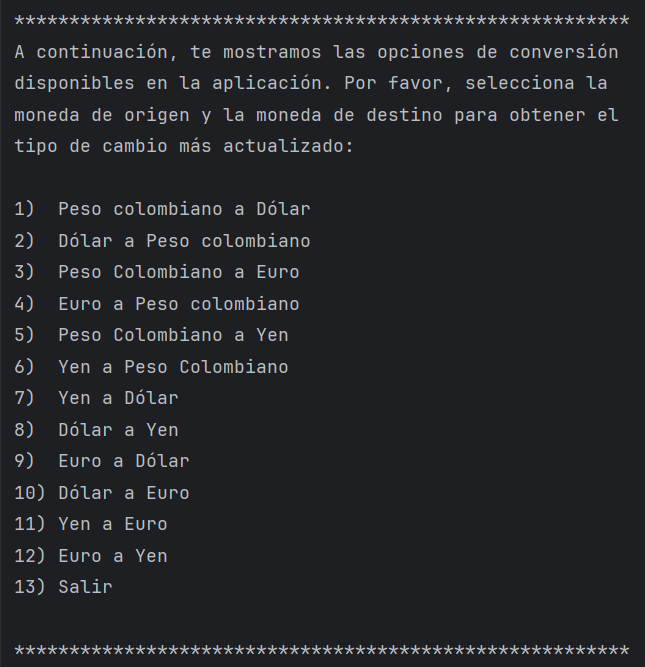 ********************************************************
A continuación, te mostramos las opciones de conversión
disponibles en la aplicación. Por favor, selecciona la
moneda de origen y la moneda de destino para obtener el
tipo de cambio más actualizado:

1)  Peso colombiano a Dólar
2)  Dólar a Peso colombiano
3)  Peso Colombiano a Euro
4)  Euro a Peso colombiano
5)  Peso Colombiano a Yen
6)  Yen a Peso Colombiano
7)  Yen a Dólar
8)  Dólar a Yen
9)  Euro a Dólar
10) Dólar a Euro
11) Yen a Euro
12) Euro a Yen
13) Salir

********************************************************